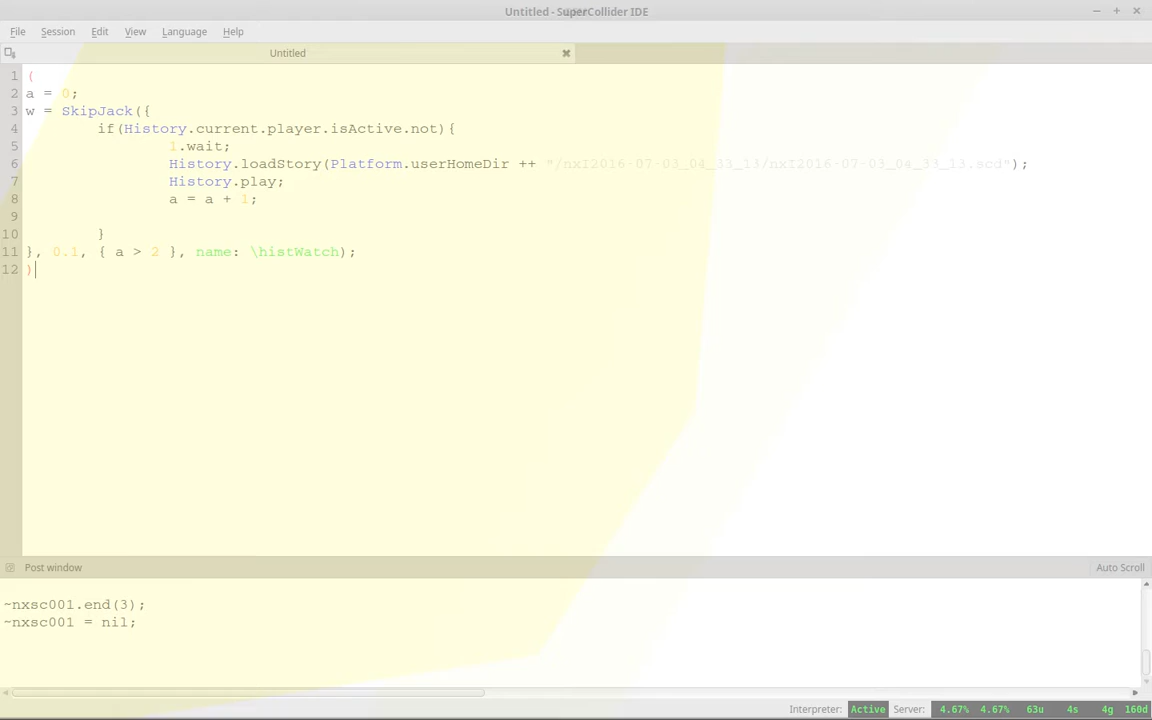 Untitled - SuperCollider IDE
File Session Edit View Language Help
Untitled
1 (
2 a = 0;
3 w = SkipJack({
4 if(History.current.player.isActive.not){
5 1.wait;
6 History.loadStory(Platform.userHomeDir ++ "/nxI2016-07-03_04_33_13/nxI2016-07-03_04_33_13.scd");
7 History.play;
8 a = a + 1;
9
10 }
11 }, 0.1, { a > 2 }, name: \histWatch);
12 )
Post window Auto Scroll
~nxsc001.end(3);
~nxsc001 = nil;
Interpreter: Active Server: 4.67% 4.67% 63u 4s 4g 160d